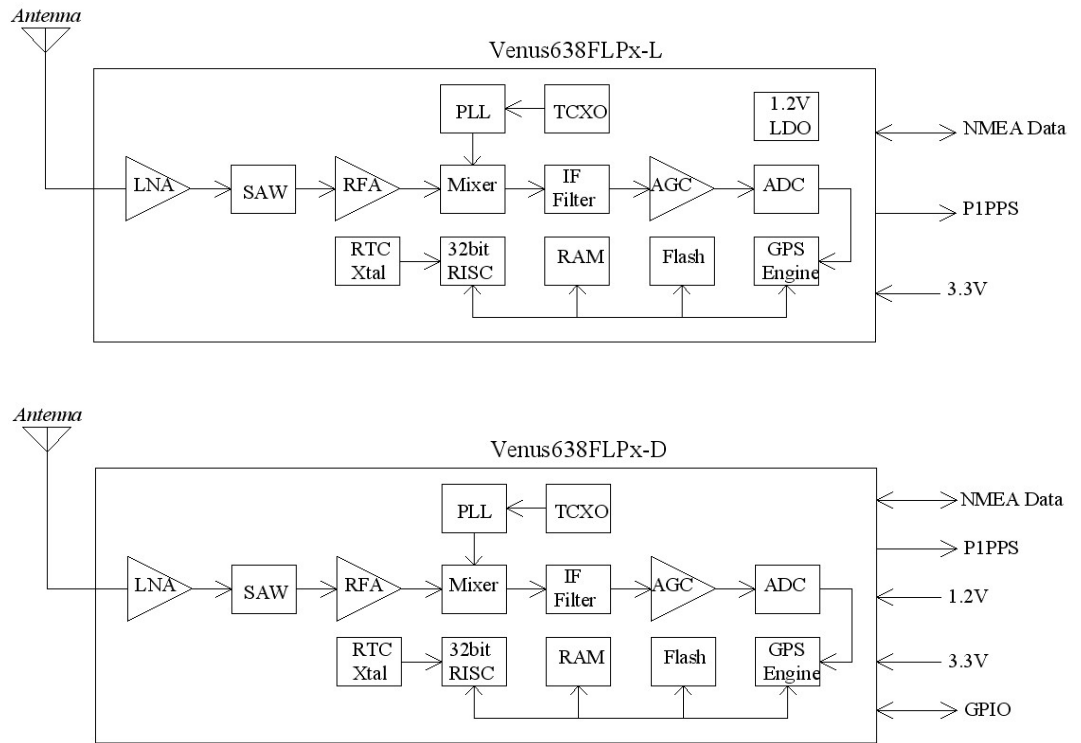 Antenna
Venus638FLPx-L
PLL
TCXO
1.2V
LDO
NMEA Data
LNA
SAW
RFA
Mixer
IF
Filter
AGC
ADC
P1PPS
RTC
Xtal
32bit
RISC
RAM
Flash
GPS
Engine
3.3V
Antenna
Venus638FLPx-D
PLL
TCXO
NMEA Data
P1PPS
LNA
SAW
RFA
Mixer
IF
Filter
AGC
ADC
1.2V
RTC
Xtal
32bit
RISC
RAM
Flash
GPS
Engine
3.3V
GPIO